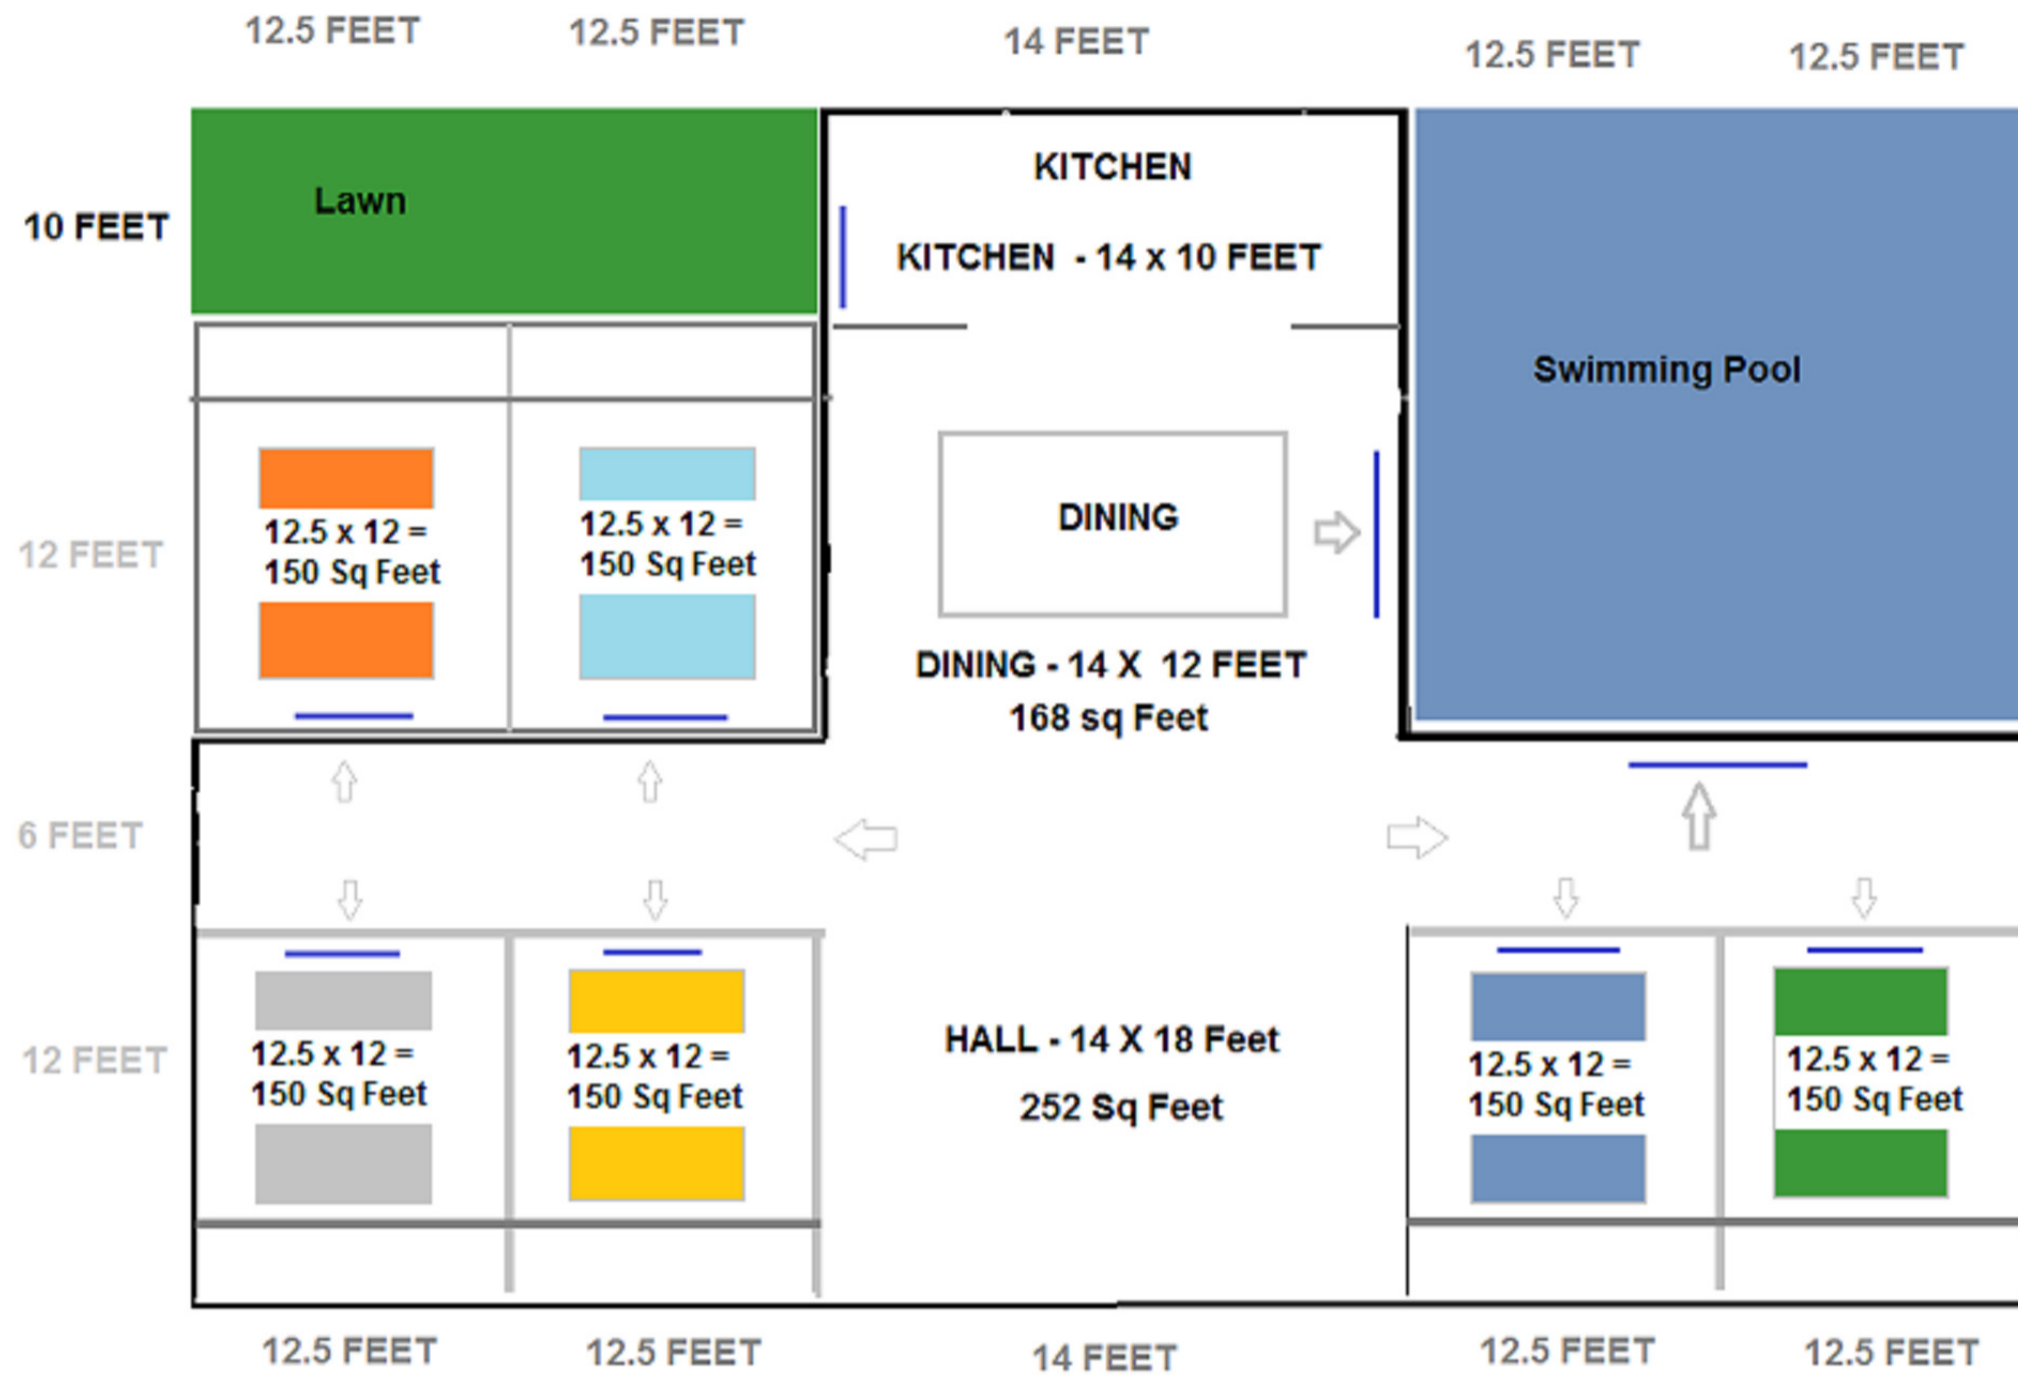 12.5 FEET 12.5 FEET 14 FEET 12.5 FEET 12.5 FEET
10 FEET
Lawn
KITCHEN
KITCHEN - 14 x 10 FEET
Swimming Pool
12 FEET
12.5 x 12 =
150 Sq Feet
12.5 x 12 =
150 Sq Feet
DINING
DINING - 14 X 12 FEET
168 sq Feet
6 FEET
12 FEET
12.5 x 12 =
150 Sq Feet
12.5 x 12 =
150 Sq Feet
HALL - 14 X 18 Feet
252 Sq Feet
12.5 x 12 =
150 Sq Feet
12.5 x 12 =
150 Sq Feet
12.5 FEET 12.5 FEET 14 FEET 12.5 FEET 12.5 FEET